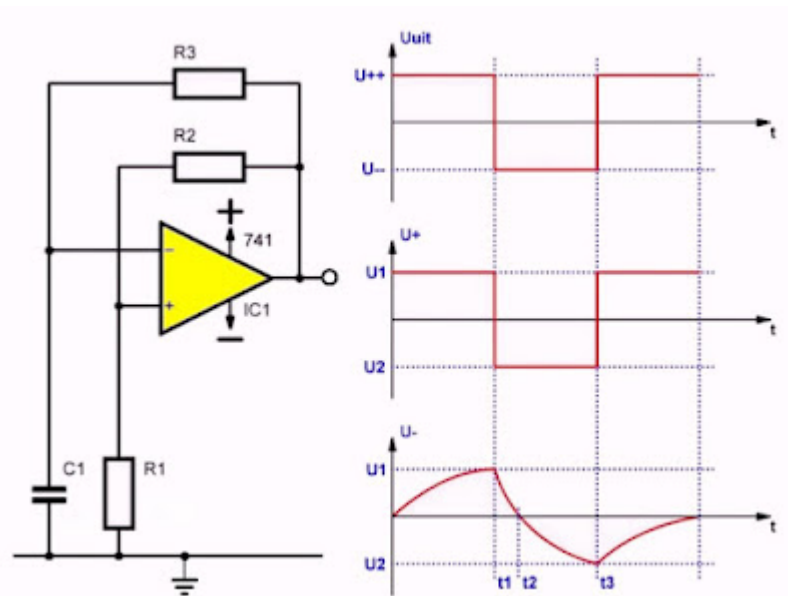 R3
R2
+
741
−
+
IC1
−
C1
R1
Uuit
U++
U--
t
U+
U1
U2
t
U-
U1
U2
t
t1
t2
t3